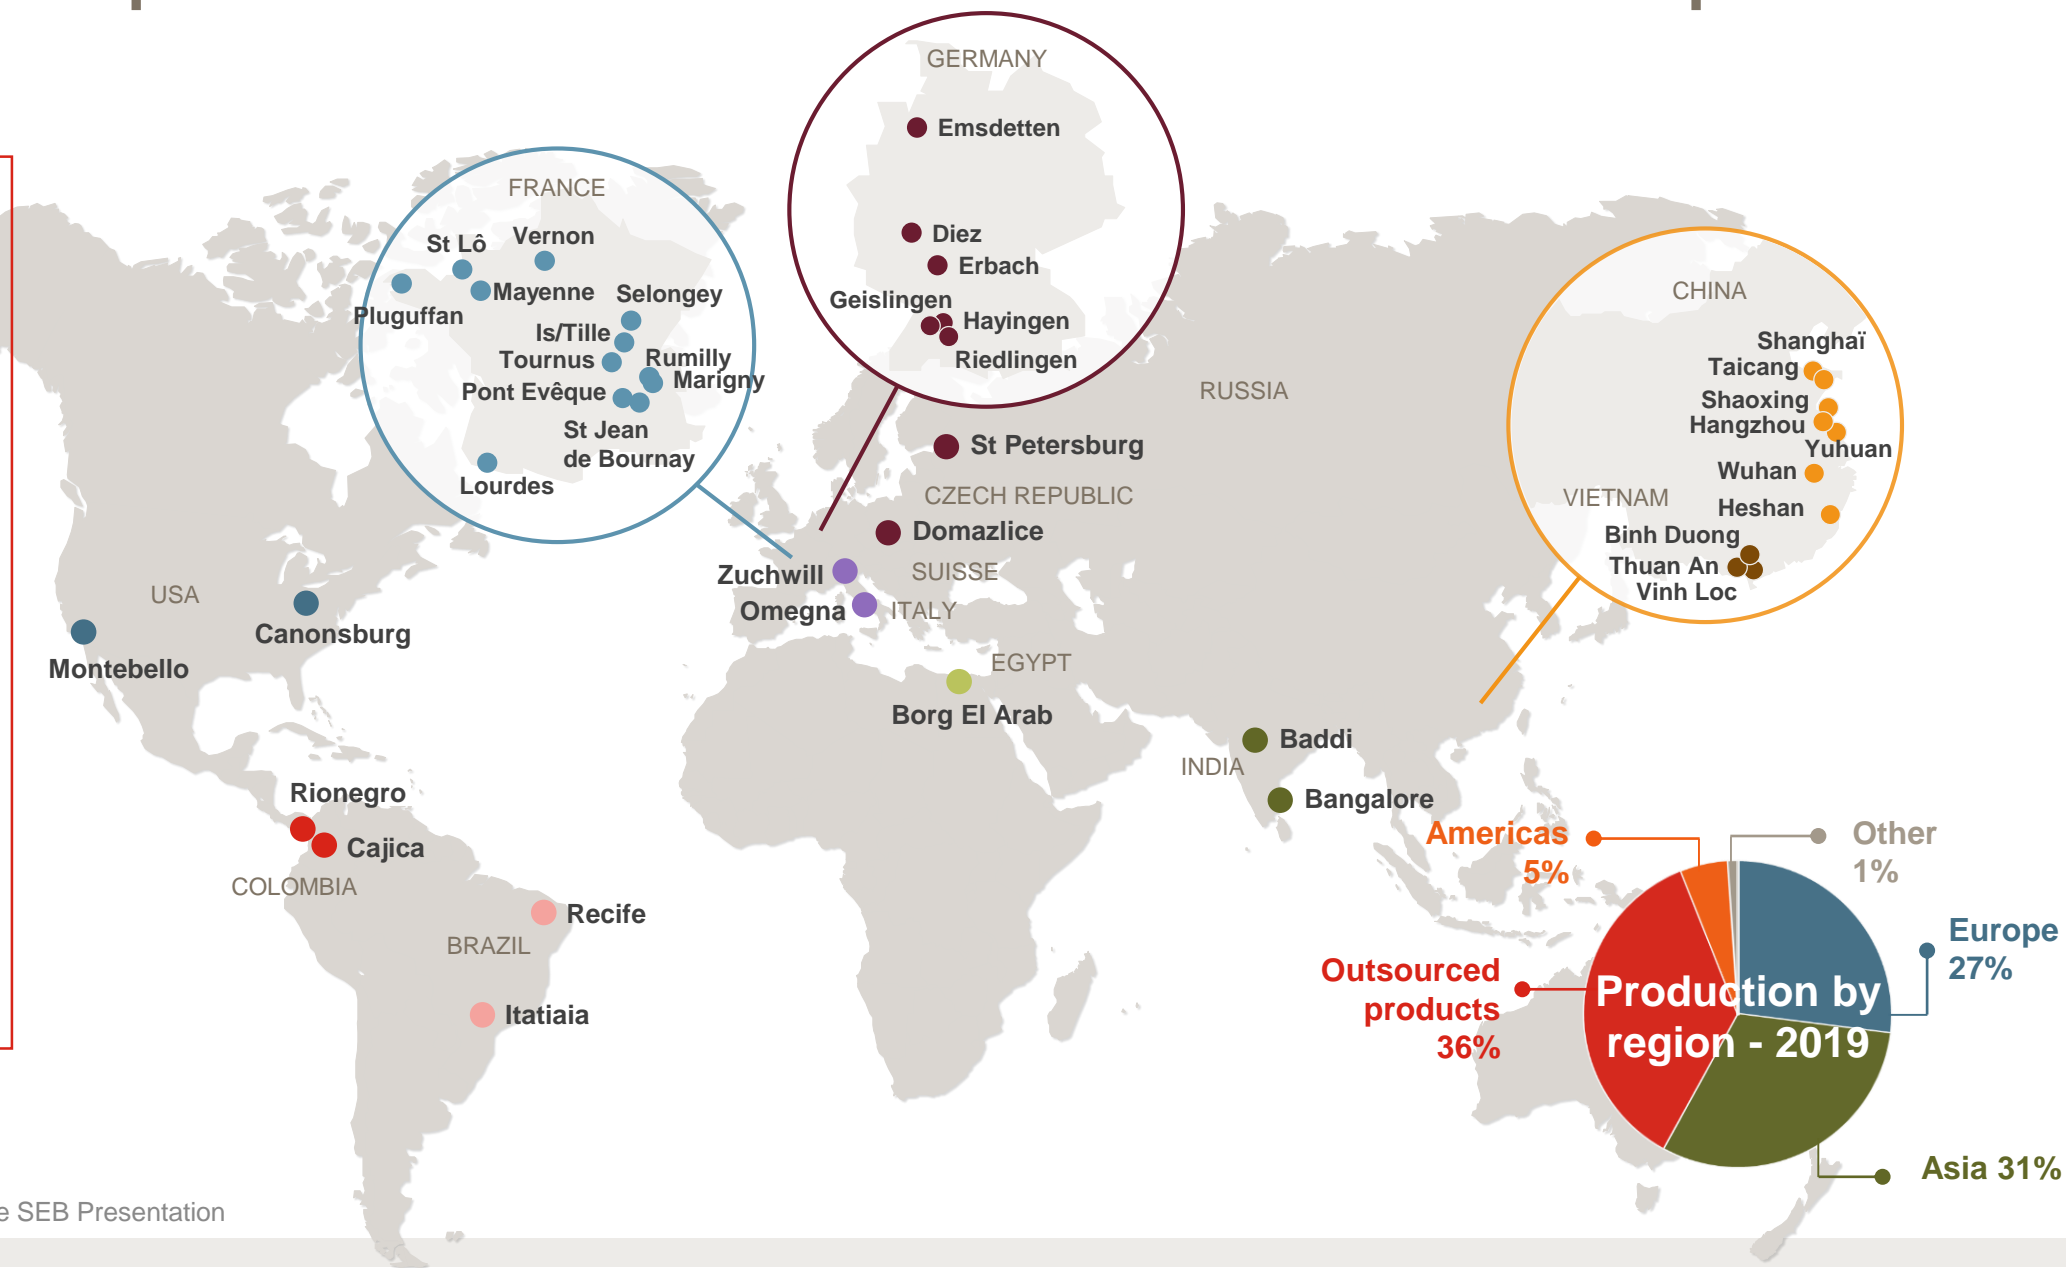 GERMANY
Emsdetten
Diez
Erbach
Geislingen
Hayingen
Riedlingen
FRANCE
St Lô
Vernon
Pluguffan
Mayenne
Selongey
Is/Tille
Tournus
Rumilly
Marigny
Pont Evêque
St Jean
de Bournay
Lourdes
RUSSIA
St Petersburg
CZECH REPUBLIC
Domazlice
Zuchwill
SUISSE
Omegna
ITALY
CHINA
Shanghaï
Taicang
Shaoxing
Hangzhou
Yuhuan
Wuhan
VIETNAM
Heshan
Binh Duong
Thuan An
Vinh Loc
USA
Canonsburg
Montebello
EGYPT
Borg El Arab
Baddi
INDIA
Bangalore
Rionegro
Cajica
COLOMBIA
Recife
BRAZIL
Itatiaia
Americas
5%
Other
1%
Europe
27%
Outsourced
products
36%
Production by
region - 2019
Asia 31%
e SEB Presentation